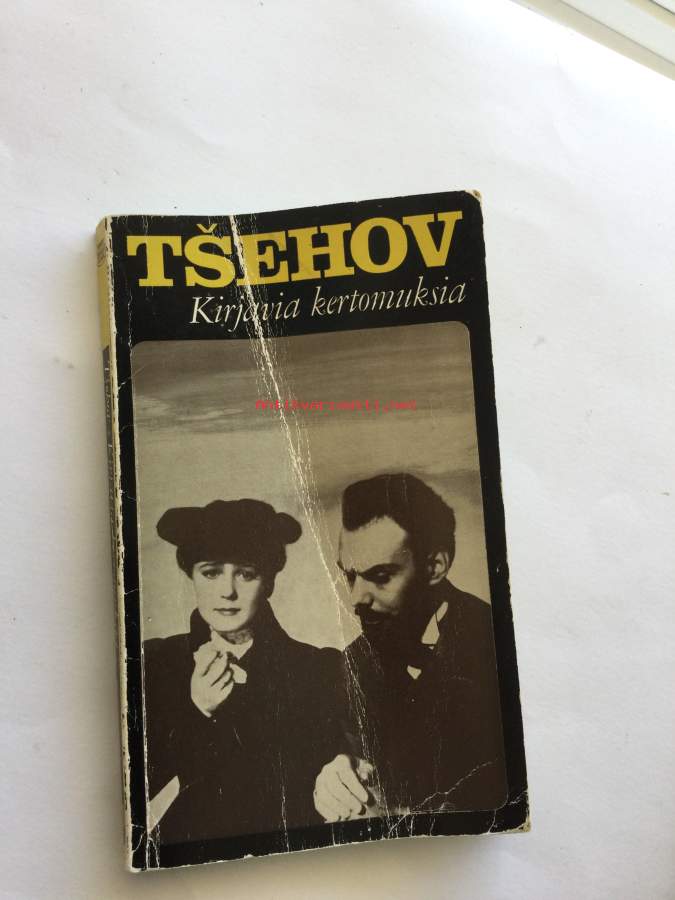 TŠEHOV
Kirjavia kertomuksia
Antikvariaatti.net